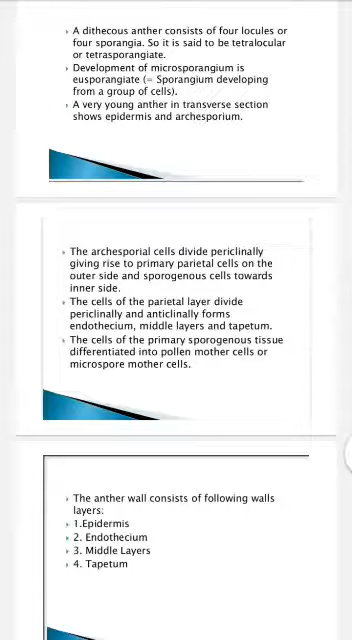 A dithecous anther consists of four locules or
four sporangia. So it is said to be tetralocular
or tetrasporangiate.
Development of microsporangium is
eusporangiate (= Sporangium developing
from a group of cells).
A very young anther in transverse section
shows epidermis and archesporium.
The archesporial cells divide periclinally
giving rise to primary parietal cells on the
outer side and sporogenous cells towards
inner side.
The cells of the parietal layer divide
periclinally and anticlinally forms
endothecium, middle layers and tapetum.
The cells of the primary sporogenous tissue
differentiated into pollen mother cells or
microspore mother cells.
The anther wall consists of following walls
layers:
1.Epidermis
2. Endothecium
3. Middle Layers
4. Tapetum